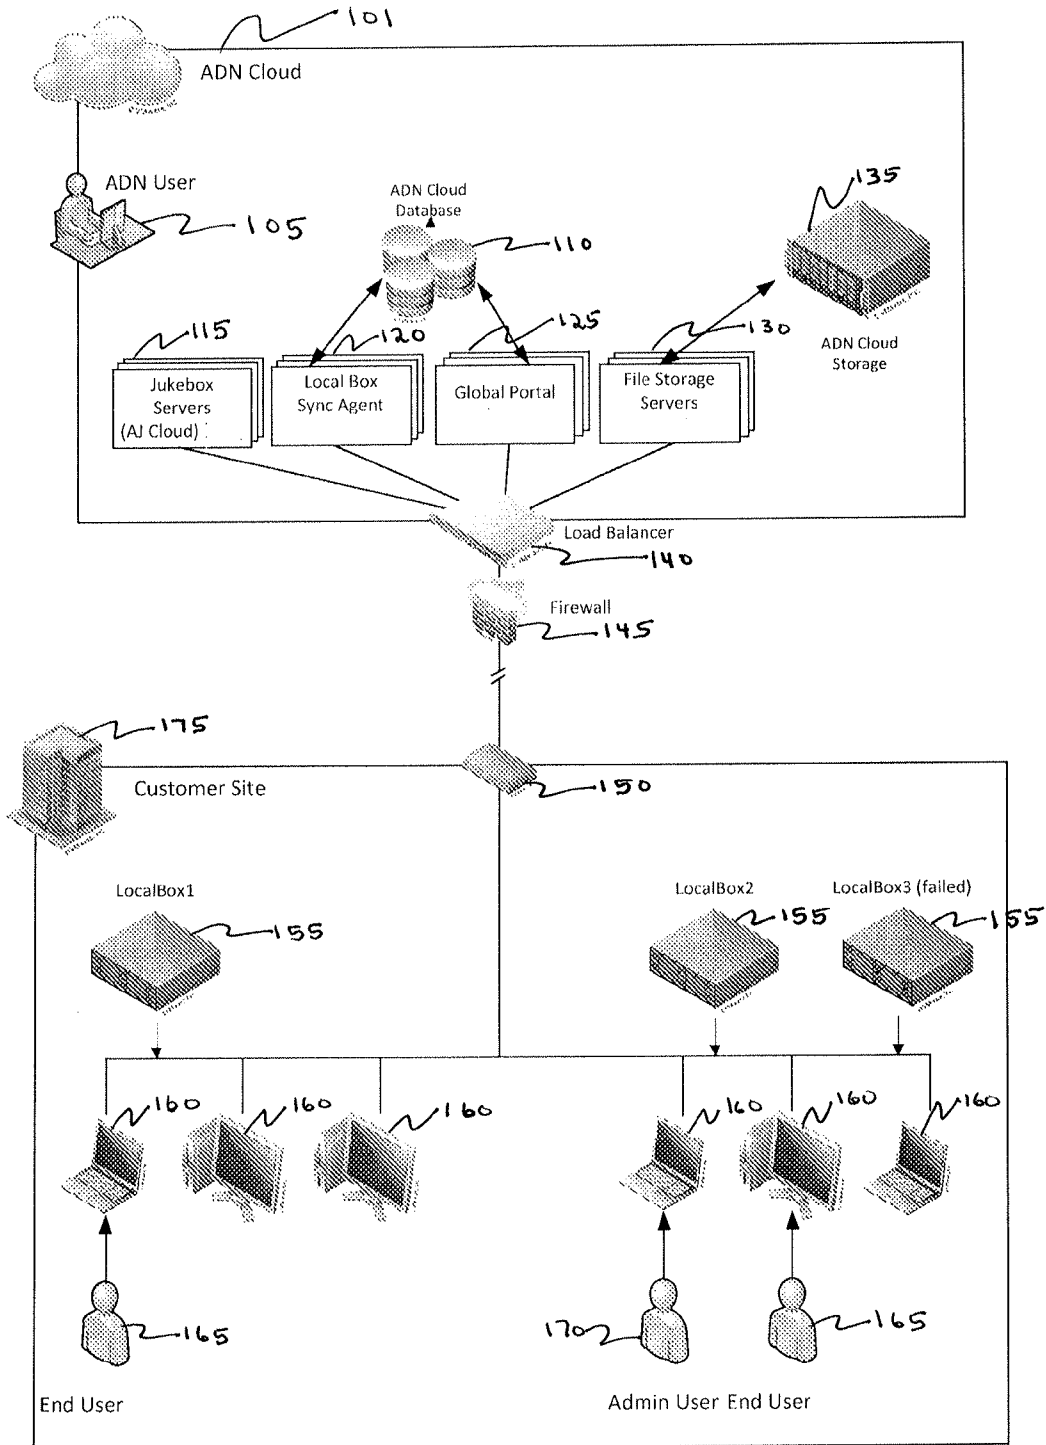 101
ADN Cloud
ADN User
105
ADN Cloud
Database
110
135
ADN Cloud
Storage
115
120
125
130
Jukebox
Servers
(AJ Cloud)
Local Box
Sync Agent
Global Portal
File Storage
Servers
Load Balancer
140
Firewall
145
175
Customer Site
150
LocalBox1
155
LocalBox2
155
LocalBox3 (failed)
155
160
160
160
160
160
160
165
170
165
End User
Admin User End User